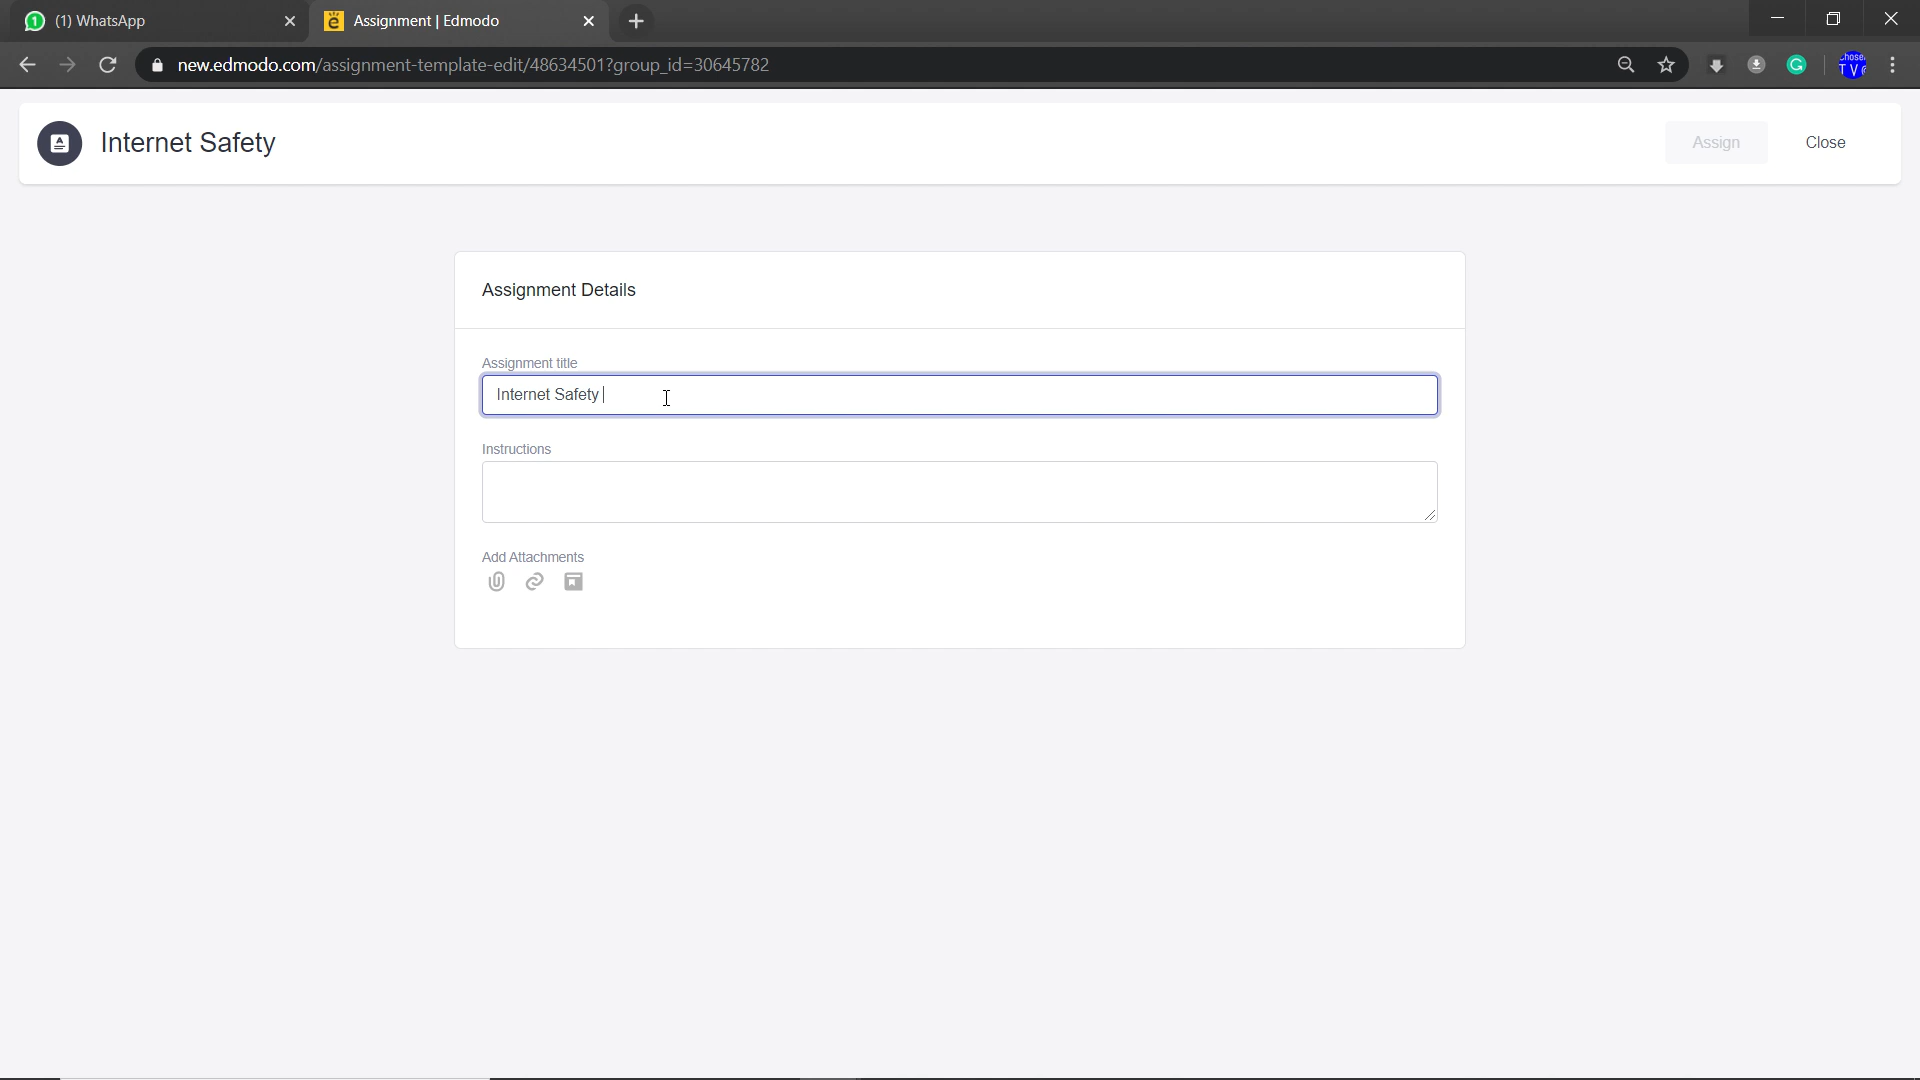 (1) WhatsApp
Assignment | Edmodo
new.edmodo.com/assignment-template-edit/48634501?group_id=30645782
Internet Safety
Assign
Close
Assignment Details
Assignment title
Internet Safety
Instructions
Add Attachments